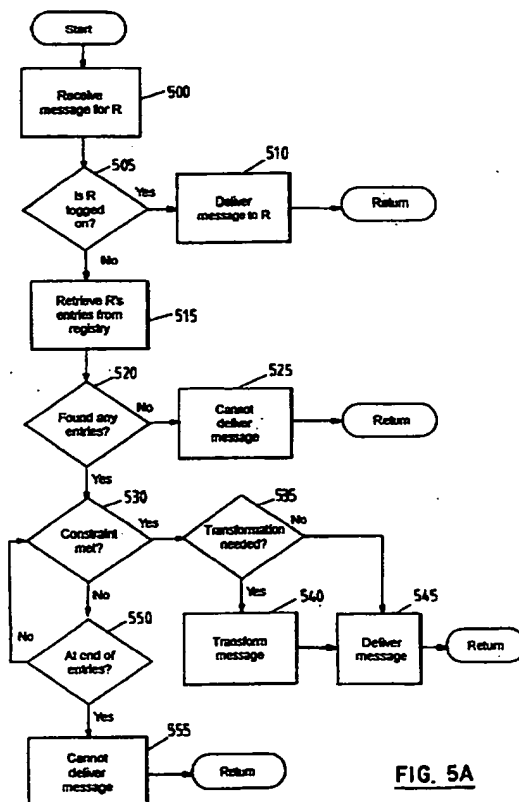 Start
Receive
message for R
500
505
Is R
logged
on?
Yes
510
Deliver
message to R
Return
No
Retrieve R's
entries from
registry
515
520
Found any
entries?
No
525
Cannot
deliver
message
Return
Yes
530
Constraint
met?
Yes
535
Transformation
needed?
No
No
Yes
No
550
At end of
entries?
540
Transform
message
545
Deliver
message
Return
Yes
555
Cannot
deliver
message
Return
FIG. 5A